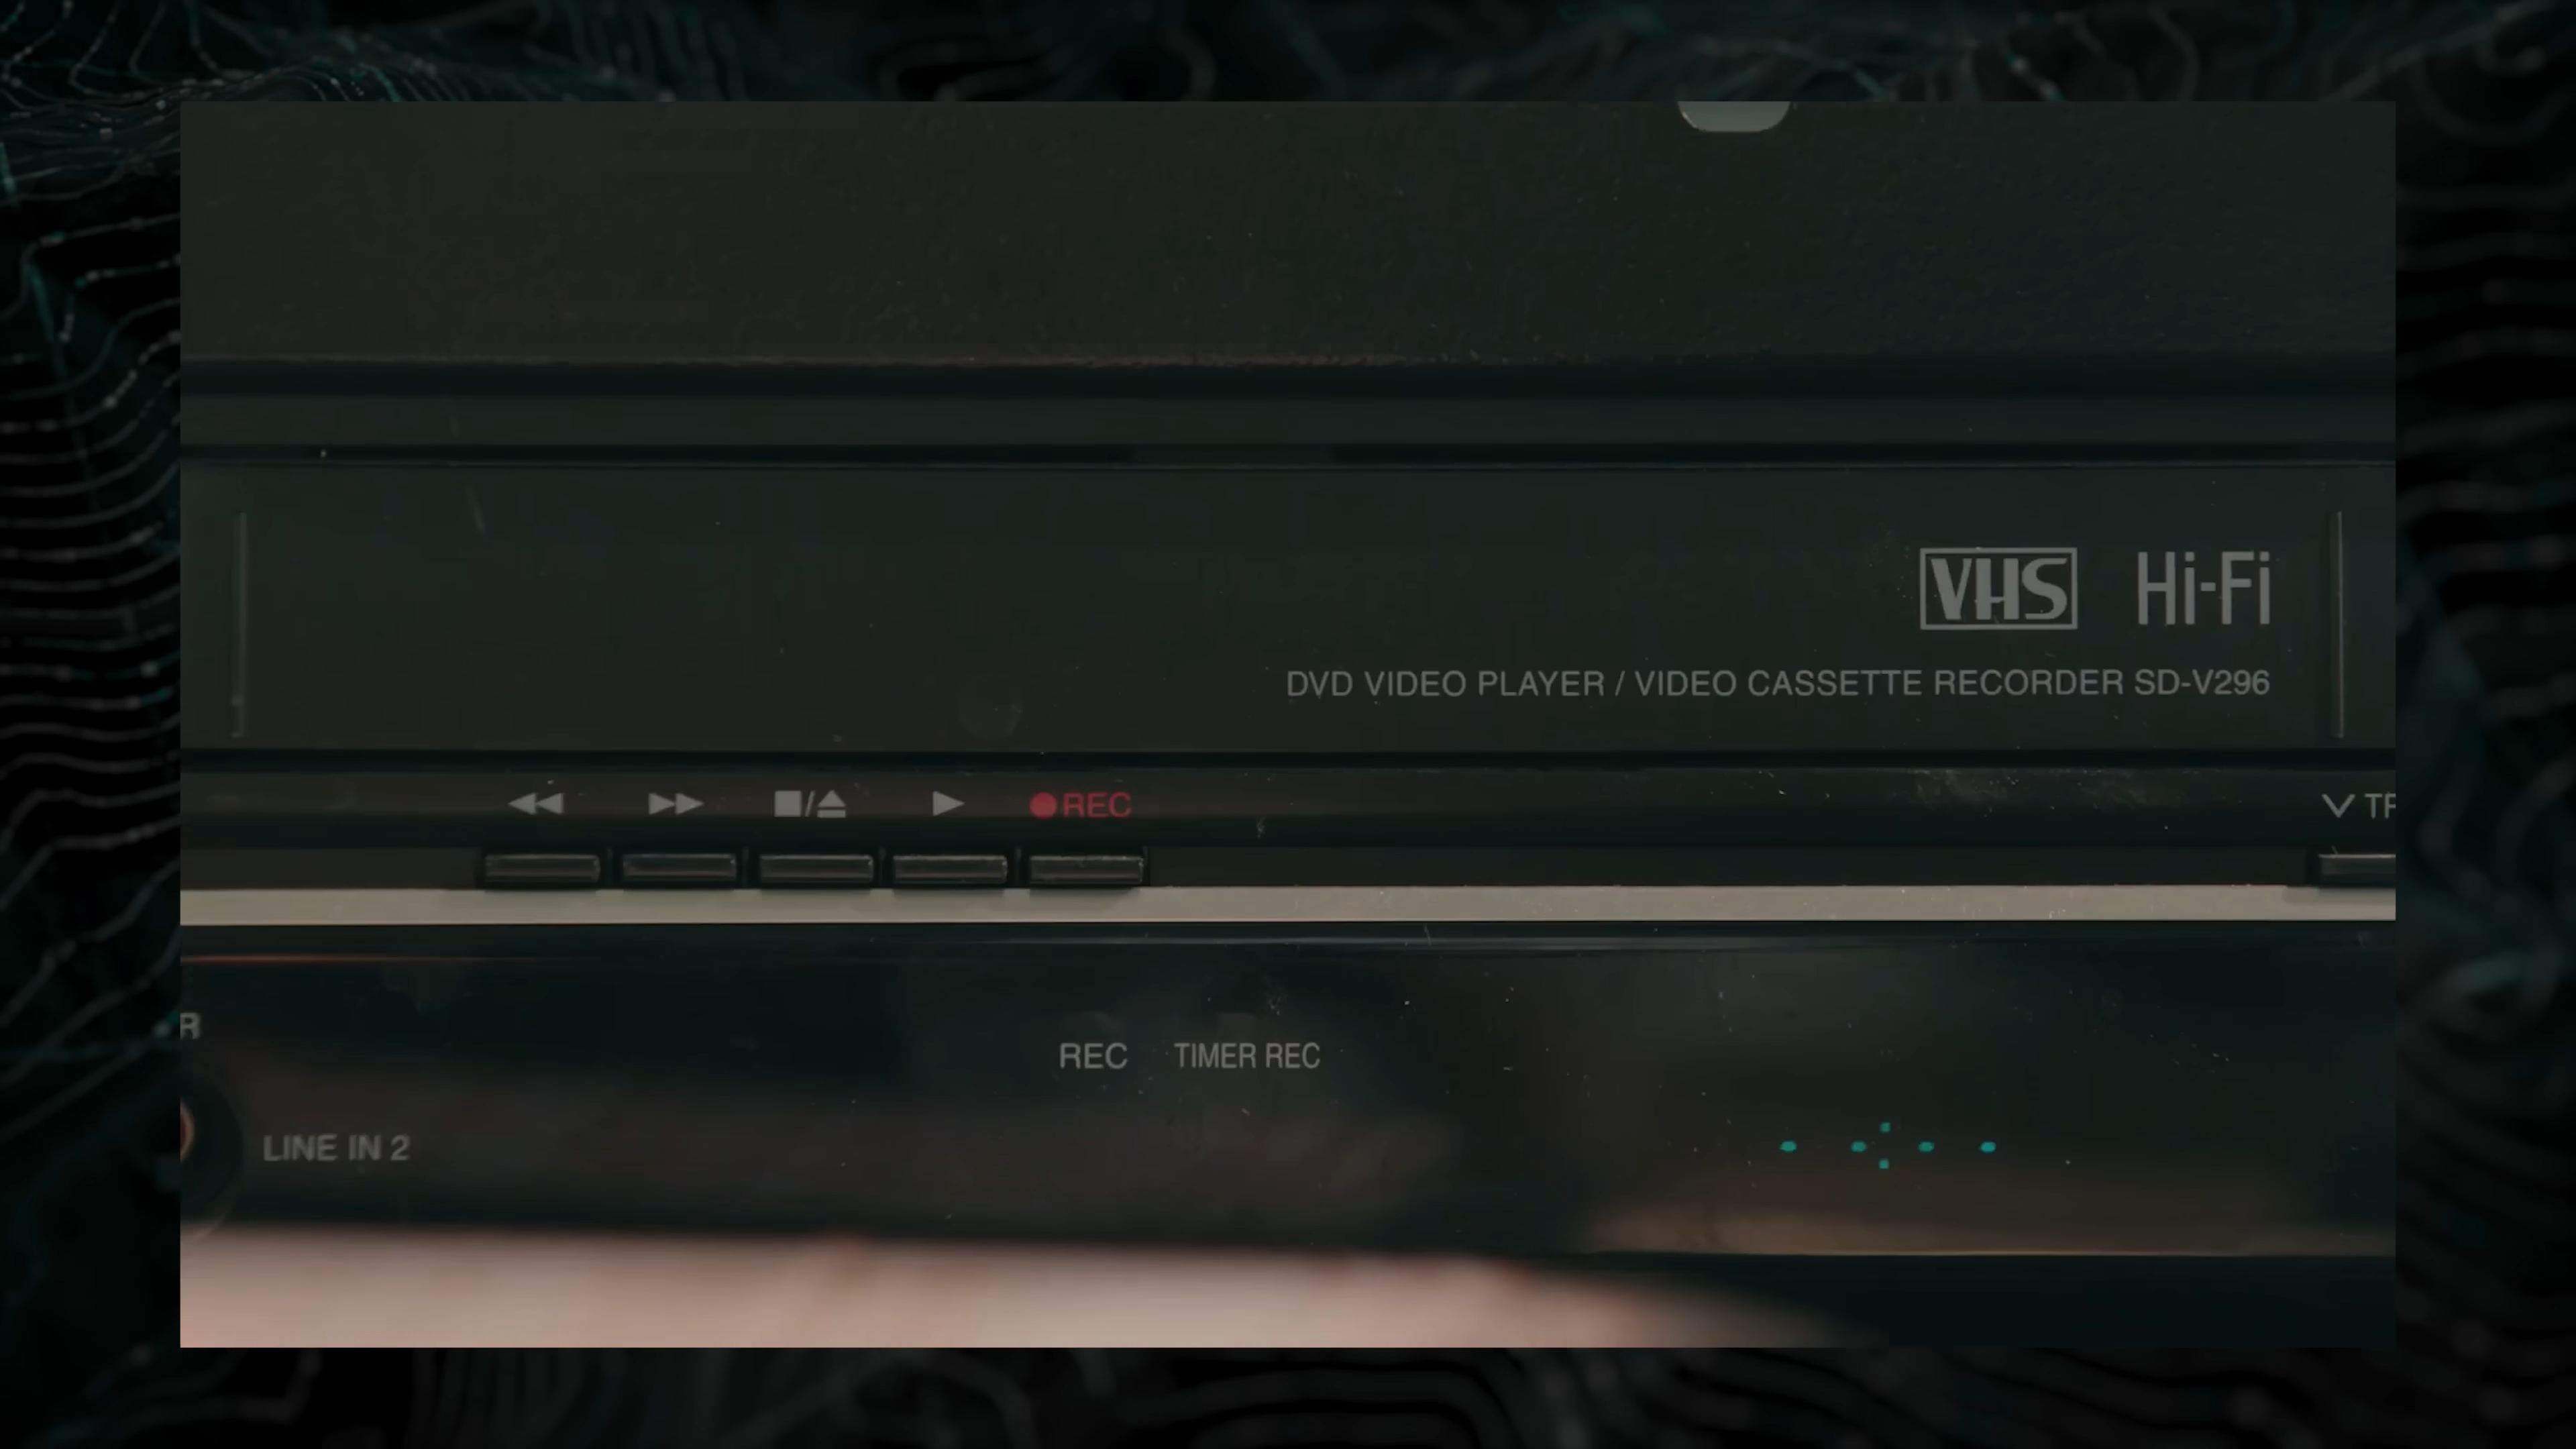 VHS Hi-Fi
DVD VIDEO PLAYER / VIDEO CASSETTE RECORDER SD-V296
REC
R
REC TIMER REC
LINE IN 2